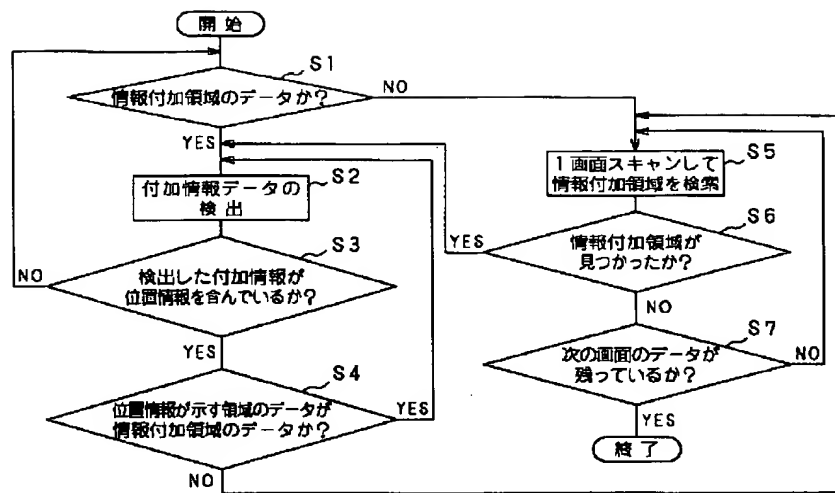 開始
S1
情報付加領域のデータか?
NO
YES
S2
付加情報データの
検出
S3
検出した付加情報が
位置情報を含んでいるか?
NO
YES
S4
位置情報が示す領域のデータが
情報付加領域のデータか?
YES
NO
S5
1画面スキャンして
情報付加領域を検索
S6
情報付加領域が
見つかったか?
YES
NO
S7
次の画面のデータが
残っているか?
NO
YES
終了